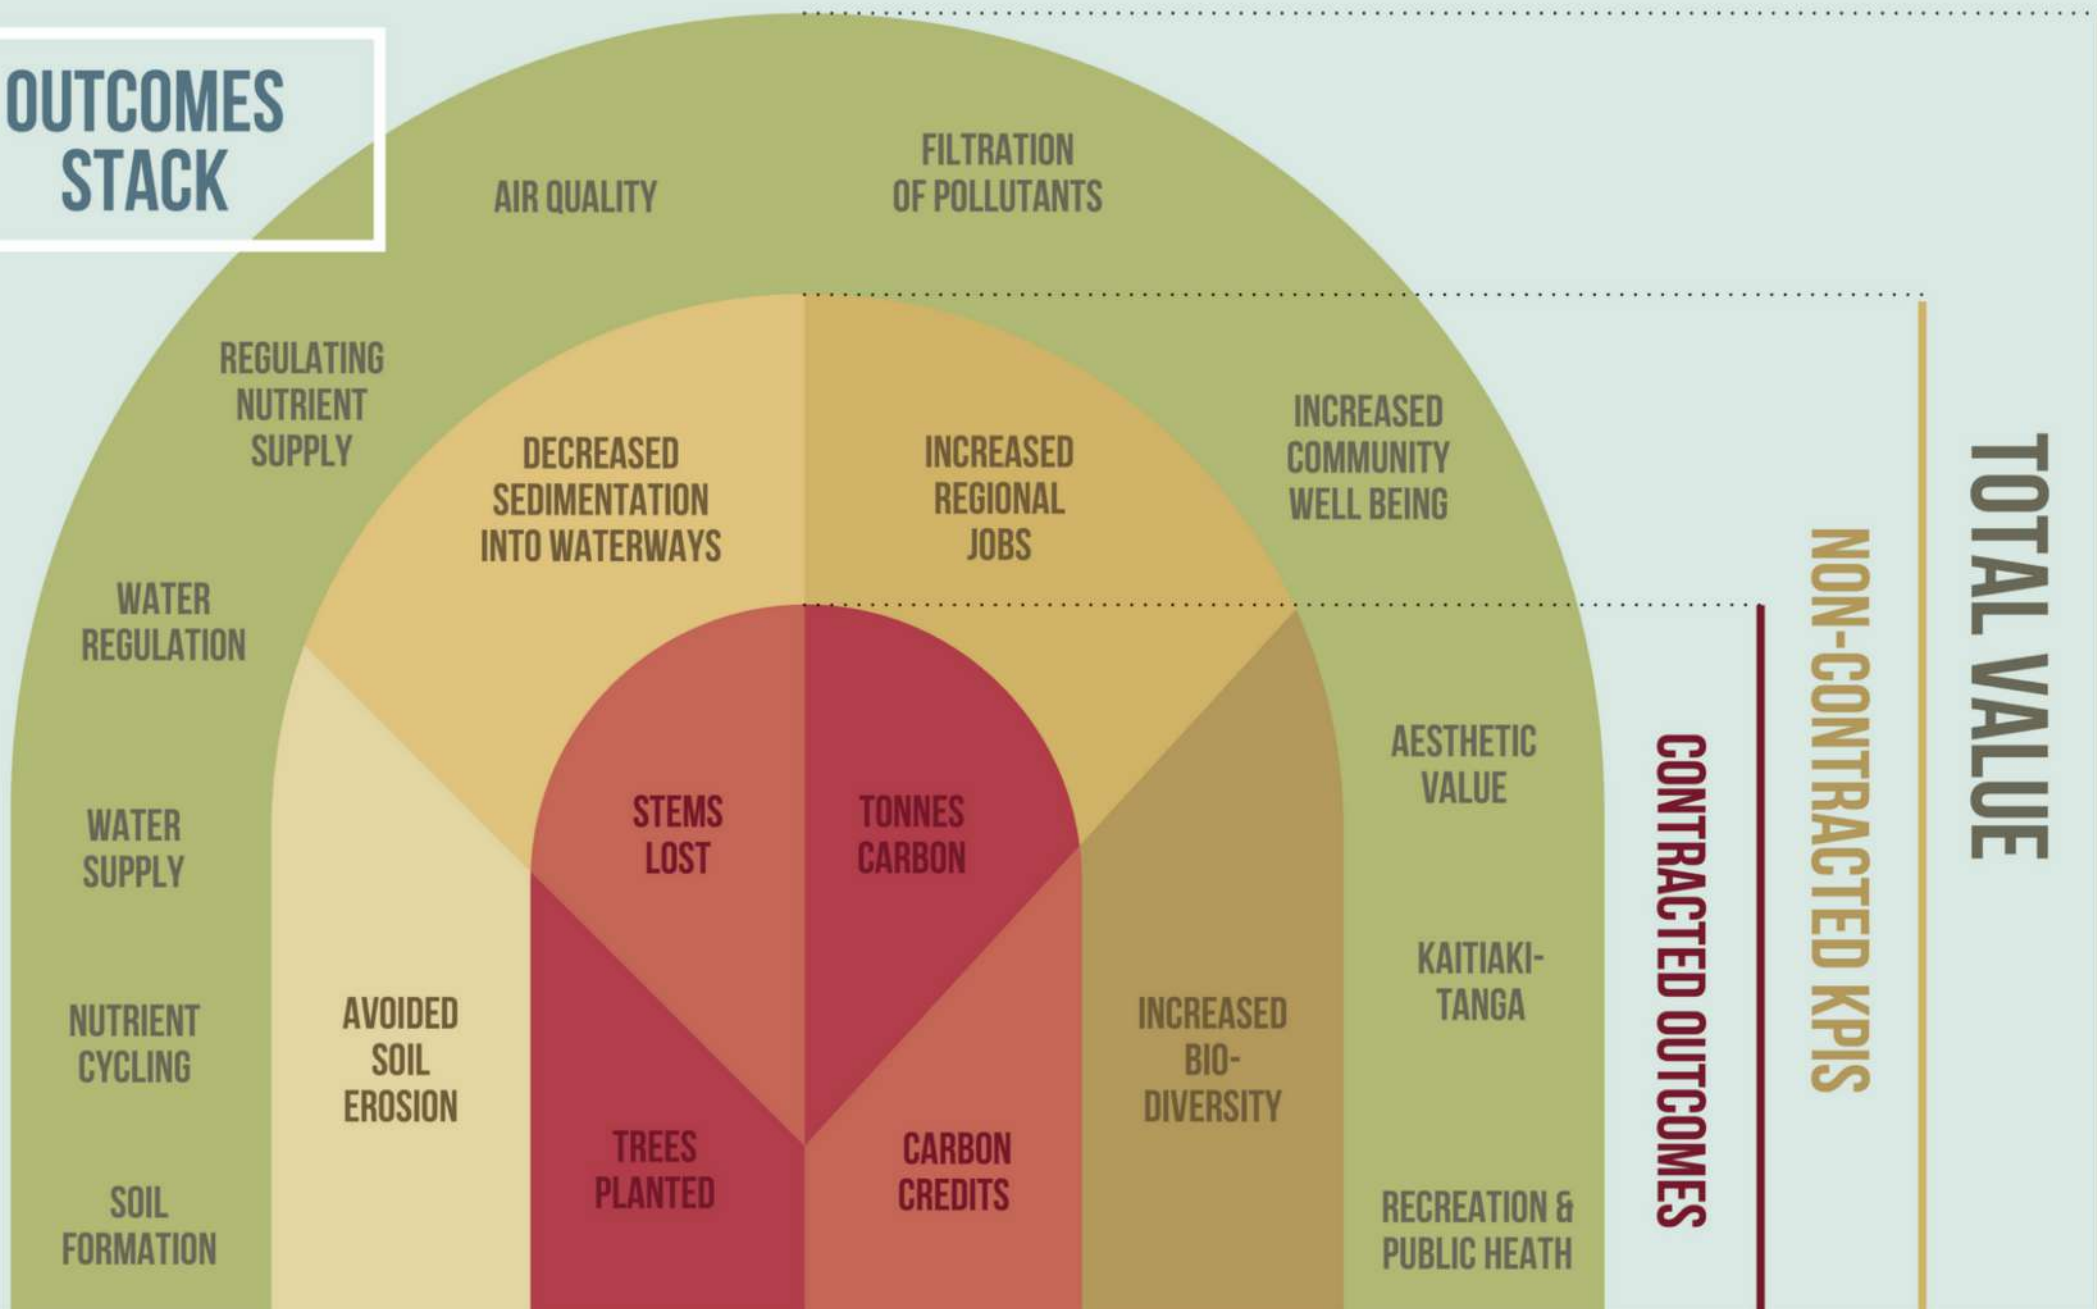 OUTCOMES
STACK
AIR QUALITY
FILTRATION
OF POLLUTANTS
REGULATING
NUTRIENT
SUPPLY
DECREASED
SEDIMENTATION
INTO WATERWAYS
INCREASED
REGIONAL
JOBS
INCREASED
COMMUNITY
WELL BEING
WATER
REGULATION
WATER
SUPPLY
STEMS
LOST
TONNES
CARBON
AESTHETIC
VALUE
NUTRIENT
CYCLING
AVOIDED
SOIL
EROSION
INCREASED
BIO-
DIVERSITY
KAITIAKI-
TANGA
SOIL
FORMATION
TREES
PLANTED
CARBON
CREDITS
RECREATION &
PUBLIC HEATH
CONTRACTED OUTCOMES
NON-CONTRACTED KPIS
TOTAL VALUE